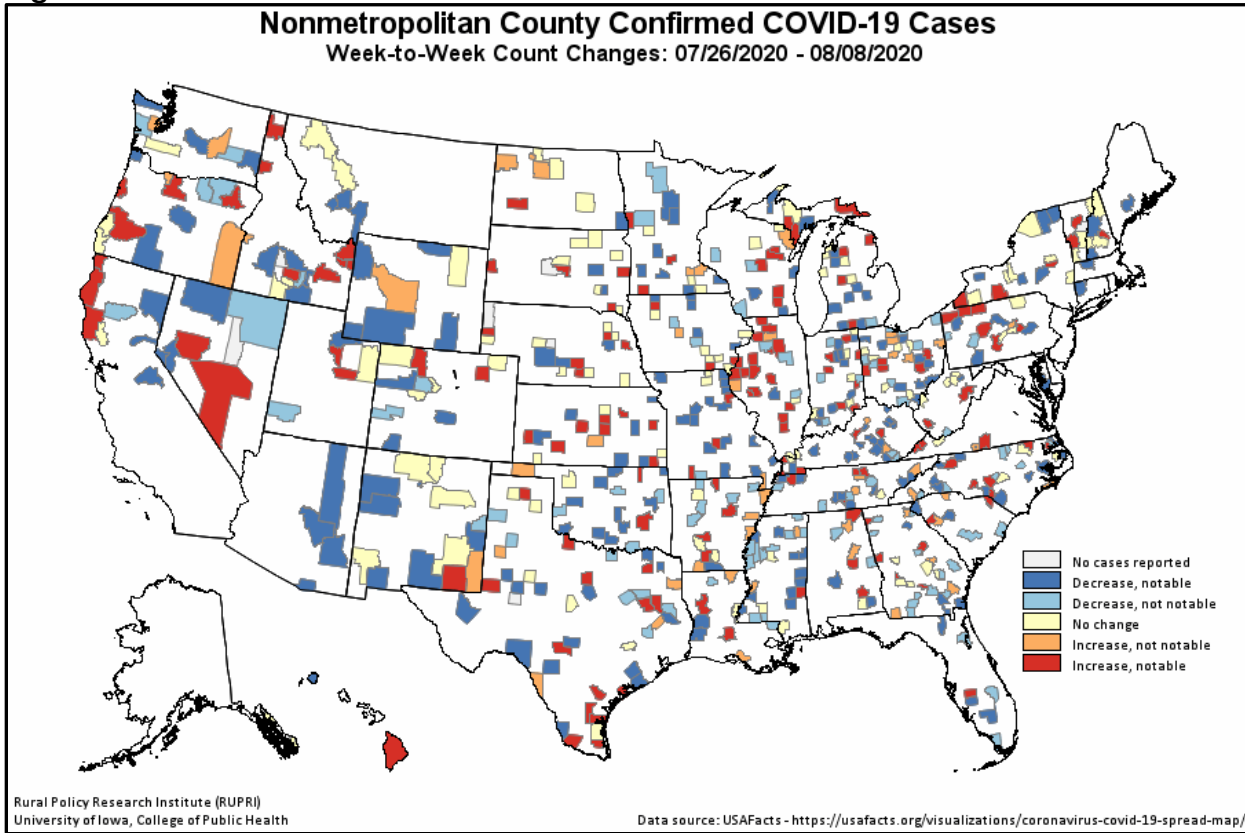 Nonmetropolitan County Confirmed COVID-19 Cases
Week-to-Week Count Changes: 07/26/2020 - 08/08/2020
No cases reported
Decrease, notable
Decrease, not notable
No change
Increase, not notable
Increase, notable
Rural Policy Research Institute (RUPRI)
University of Iowa, College of Public Health
Data source: USAFacts - https://usafacts.org/visualizations/coronavirus-covid-19-spread-map/